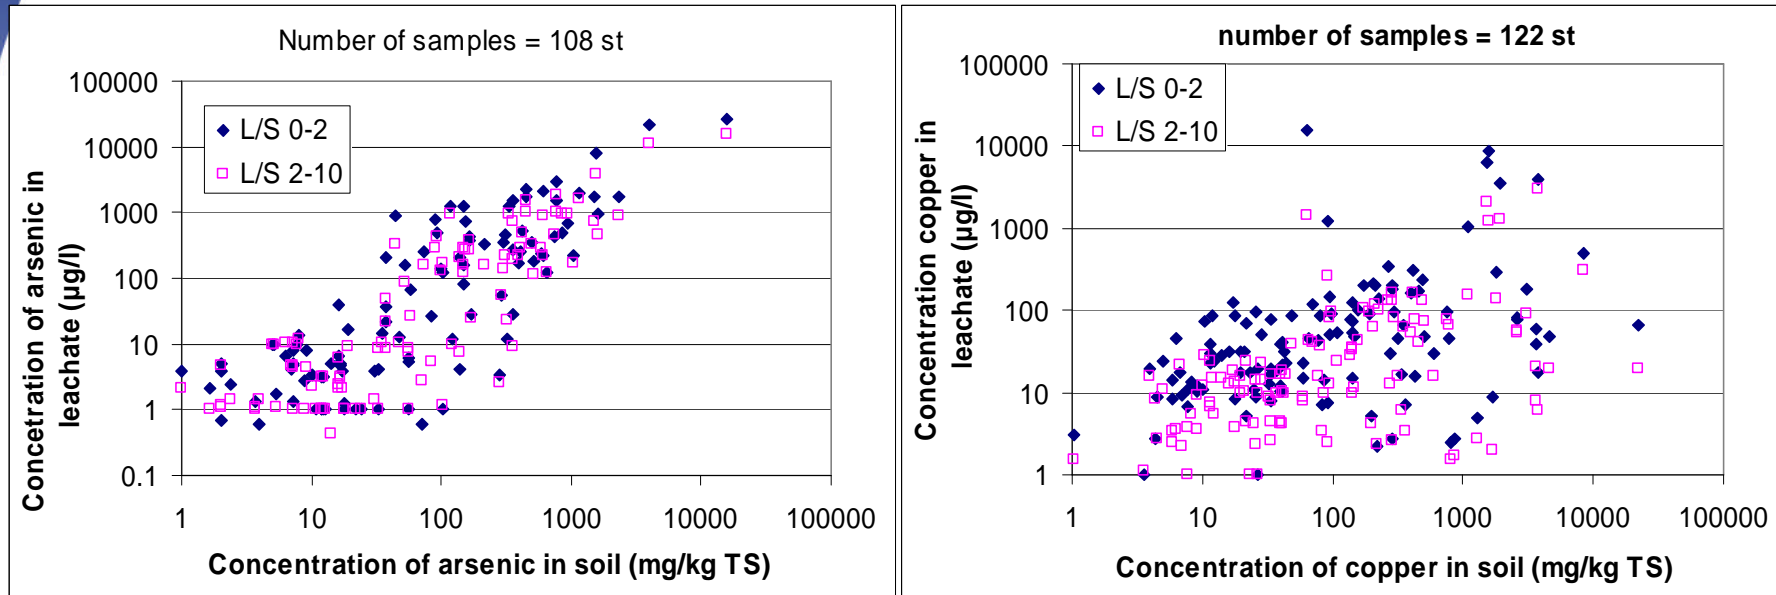 Number of samples = 108 st
100000
10000
1000
100
10
1
0.1
L/S 0-2
L/S 2-10
Concetration of arsenic in
leachate (µg/l)
1 10 100 1000 10000 100000
Concentration of arsenic in soil (mg/kg TS)
number of samples = 122 st
100000
10000
1000
100
10
1
L/S 0-2
L/S 2-10
Concentration copper in
leachate (µg/l)
1 10 100 1000 10000 100000
Concentration of copper in soil (mg/kg TS)